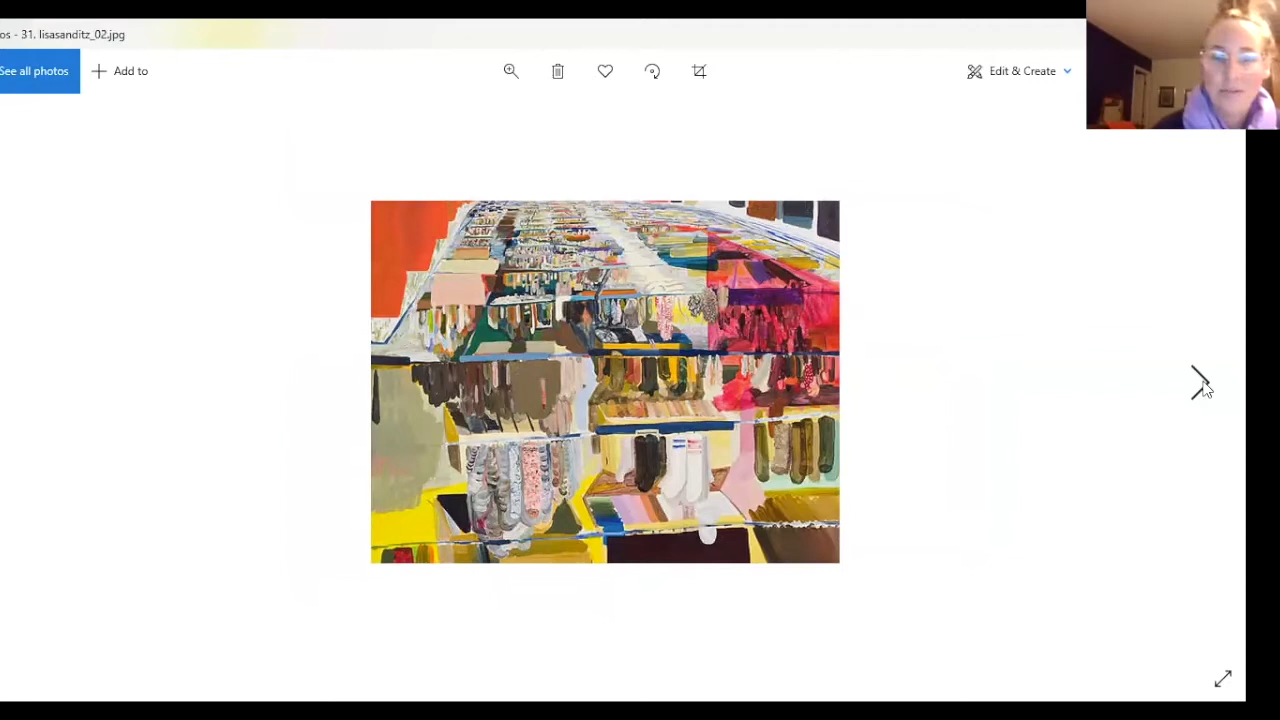 os - 31. lisasanditz_02.jpg
See all photos
Add to
Edit & Create